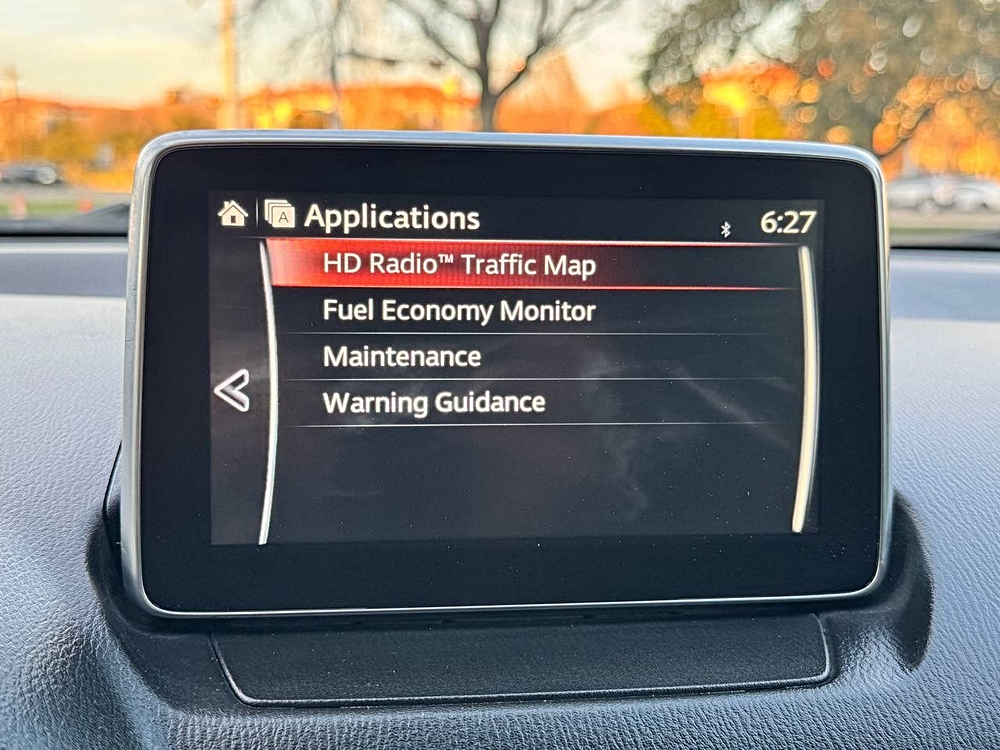 A Applications 6:27
HD Radio™ Traffic Map
Fuel Economy Monitor
Maintenance
Warning Guidance